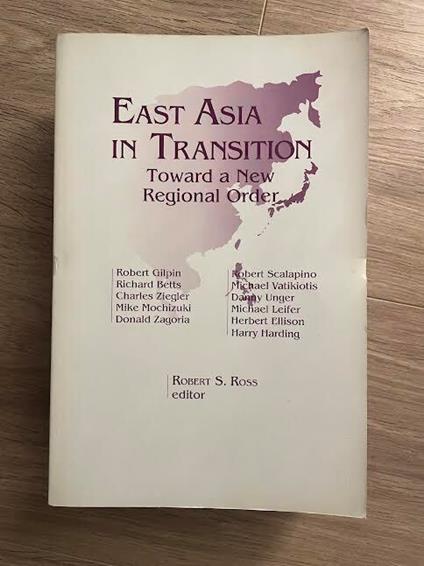 EAST ASIA
IN TRANSITION
Toward a New
Regional Order
Robert Gilpin
Richard Betts
Charles Ziegler
Mike Mochizuki
Donald Zagoria
Robert Scalapino
Michael Vatikiotis
Danny Unger
Michael Leifer
Herbert Ellison
Harry Harding
ROBERT S. ROSS
editor